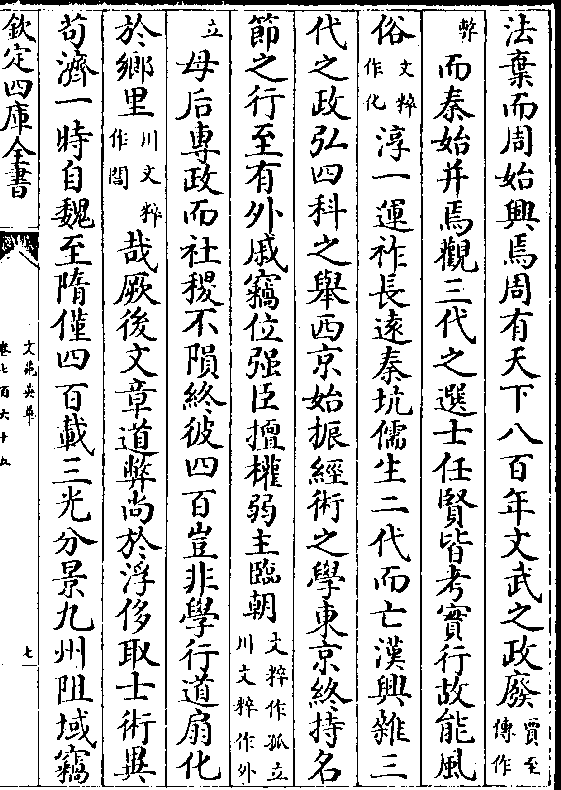 法棄而周始興焉周有天下八百年文武之政廢賈至傳作
弊而秦始并焉觀三代之選士任賢皆考實行故能風
俗文粹作化淳一運祚長遠秦坑儒生二代而亡漢興雜三
代之政弘四科之舉西京始振經術之學東京終持名
節之行至有外戚竊位强臣擅權弱主臨朝文粹作孤立川文粹作外
立母后專政而社稷不隕終彼四百豈非學行道扇化
於鄉里川文粹作閭哉厥後文章道弊尚於浮侈取士術異
苟濟一時自魏至隋僅四百載三光分景九州阻域竊
欽定四庫全書
文苑英華
卷七百六十五
七